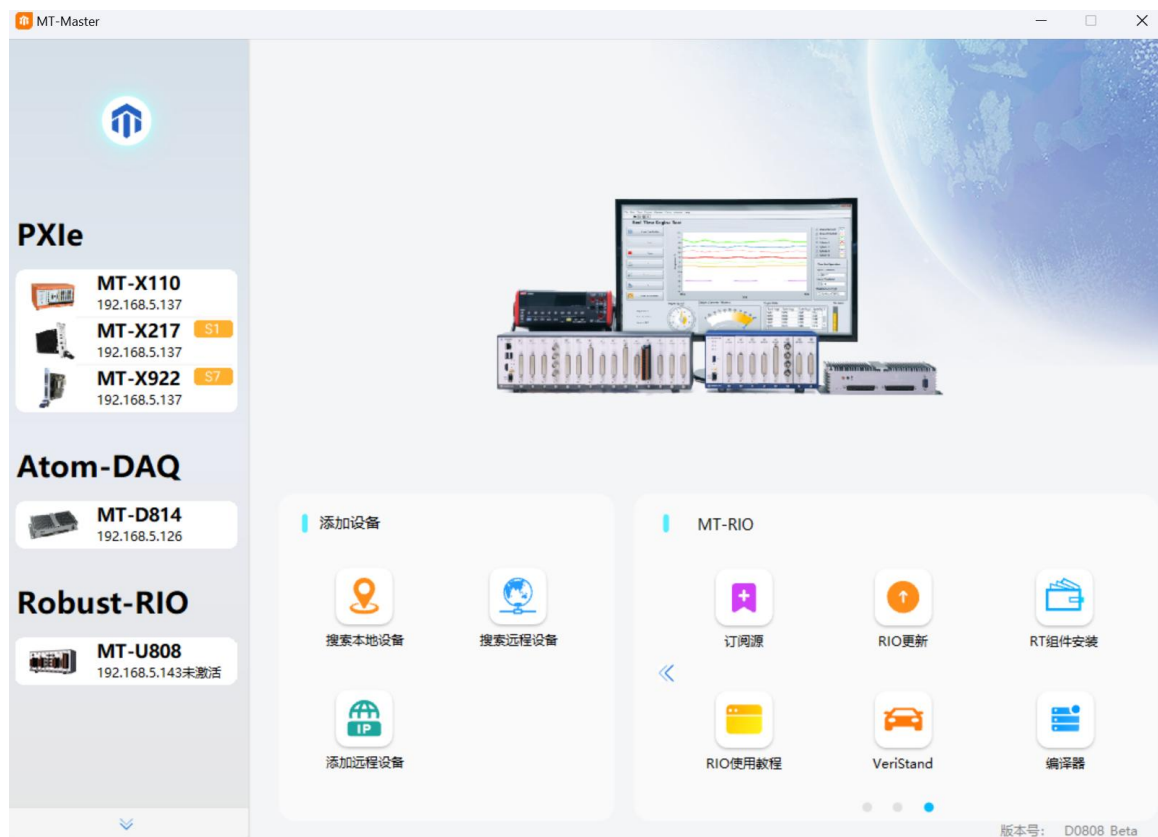 MT-Master
PXIe
MT-X110
192.168.5.137
MT-X217 S1
192.168.5.137
MT-X922 S7
192.168.5.137
Atom-DAQ
MT-D814
192.168.5.126
Robust-RIO
MT-U808
192.168.5.143未激活
添加设备
搜索本地设备
搜索远程设备
IP
添加远程设备
MT-RIO
订阅源
RIO更新
RT组件安装
RIO使用教程
VeriStand
编译器
版本号: D0808 Beta